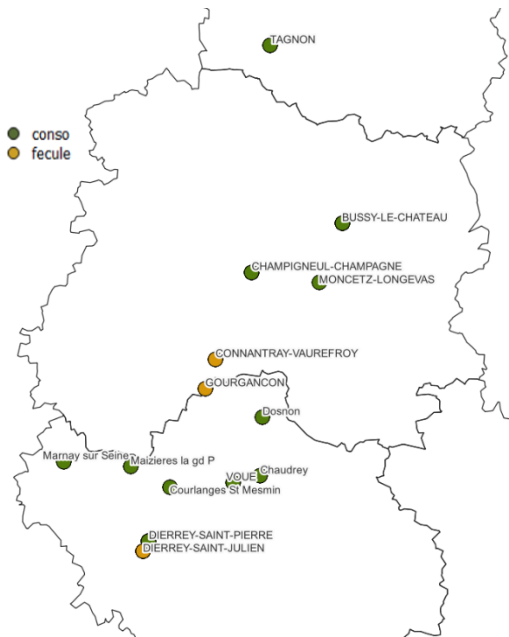 TAGNON
conso
fecule
BUSSY-LE-CHATEAU
CHAMPIGNEUL-CHAMPAGNE
MONCETZ-LONGEVAS
CONNANTRAY-VAUREFROY
GOURGANCON
Dosnon
Marnay sur Seine
Maizieres la gd P
VOUE
Chaudrey
Courlanges St Mesmin
DIERREY-SAINT-PIERRE
DIERREY-SAINT-JULIEN